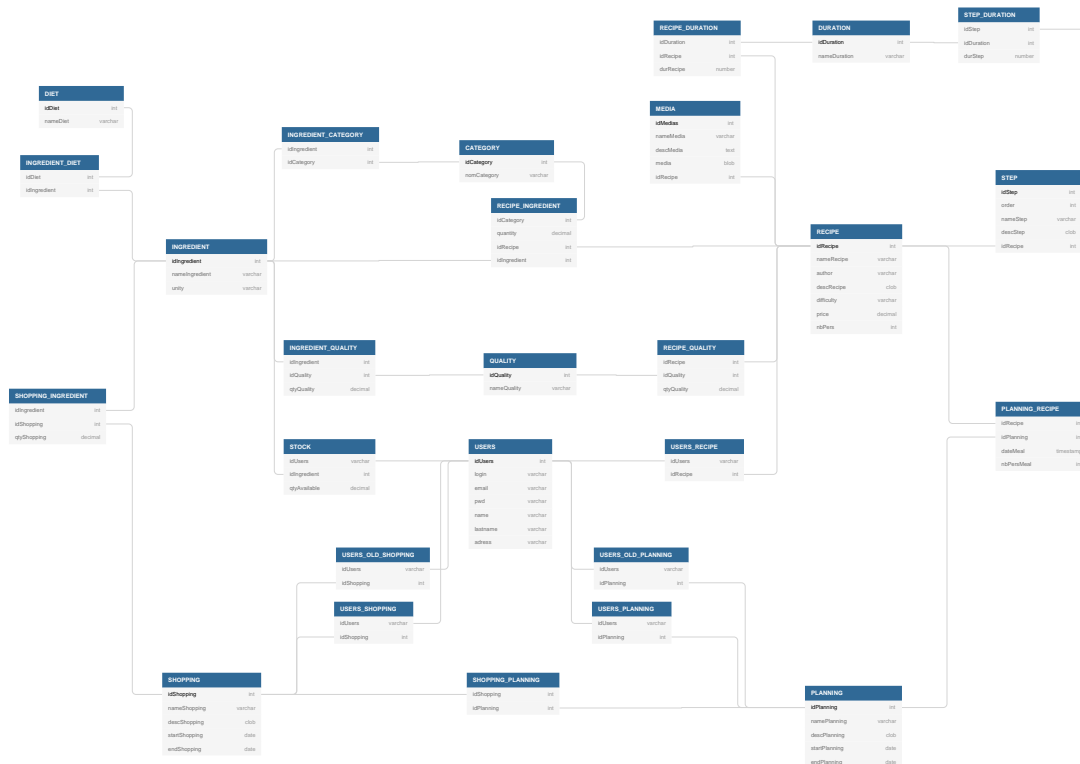 RECIPE_DURATION
idDuration int
idRecipe int
durRecipe number
DURATION
idDuration int
nameDuration varchar
STEP_DURATION
idStep int
idDuration int
durStep number
DIET
idDiet int
nameDiet varchar
MEDIA
idMedias int
nameMedia varchar
descMedia text
media blob
idRecipe int
INGREDIENT_CATEGORY
idIngredient int
idCategory int
CATEGORY
idCategory int
nomCategory varchar
INGREDIENT_DIET
idDiet int
idIngredient int
STEP
idStep int
order int
nameStep varchar
descStep clob
idRecipe int
RECIPE_INGREDIENT
idCategory int
quantity decimal
idRecipe int
idIngredient int
RECIPE
idRecipe int
nameRecipe varchar
author varchar
descRecipe clob
difficulty varchar
price decimal
nbPers int
INGREDIENT
idIngredient int
nameIngredient varchar
unity varchar
INGREDIENT_QUALITY
idIngredient int
idQuality int
qtyQuality decimal
QUALITY
idQuality int
nameQuality varchar
RECIPE_QUALITY
idRecipe int
idQuality int
qtyQuality decimal
SHOPPING_INGREDIENT
idIngredient int
idShopping int
qtyShopping decimal
PLANNING_RECIPE
idRecipe in
idPlanning in
dateMeal timestamp
nbPersMeal in
STOCK
idUsers varchar
idIngredient int
qtyAvailable decimal
USERS
idUsers int
login varchar
email varchar
pwd varchar
name varchar
lastname varchar
adress varchar
USERS_RECIPE
idUsers varchar
idRecipe int
USERS_OLD_SHOPPING
idUsers varchar
idShopping int
USERS_OLD_PLANNING
idUsers varchar
idPlanning int
USERS_SHOPPING
idUsers varchar
idShopping int
USERS_PLANNING
idUsers varchar
idPlanning int
SHOPPING
idShopping int
nameShopping varchar
descShopping clob
startShopping date
endShopping date
SHOPPING_PLANNING
idShopping int
idPlanning int
PLANNING
idPlanning int
namePlanning varchar
descPlanning clob
startPlanning date
endPlanning date